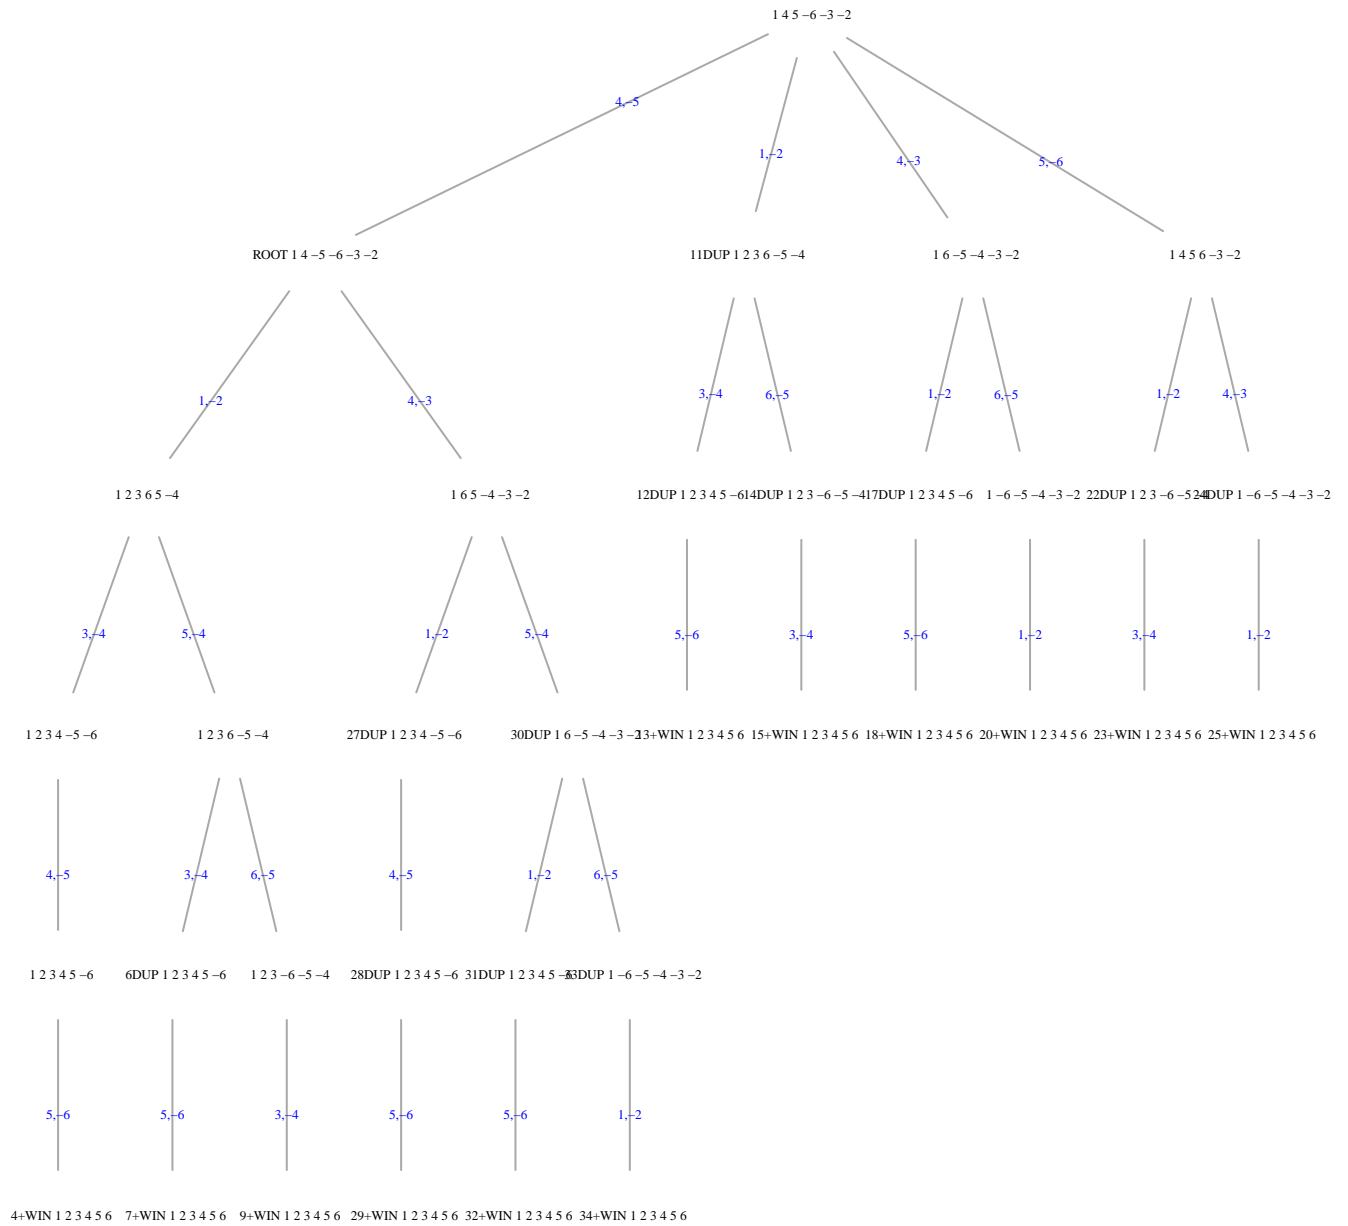 1 4 5 −6 −3 −2
4,−5
1,−2
4,−3
5,−6
ROOT 1 4 −5 −6 −3 −2
11DUP 1 2 3 6 −5 −4
1 6 −5 −4 −3 −2
1 4 5 6 −3 −2
1,−2
4,−3
3,−4
6,−5
1,−2
6,−5
1,−2
4,−3
1 2 3 6 5 −4
1 6 5 −4 −3 −2
12DUP 1 2 3 4 5 −6
14DUP 1 2 3 −6 −5 −4
17DUP 1 2 3 4 5 −6
1 −6 −5 −4 −3 −2
22DUP 1 2 3 −6 −5 −4
24DUP 1 −6 −5 −4 −3 −2
3,−4
5,−4
1,−2
5,−4
5,−6
3,−4
5,−6
1,−2
3,−4
1,−2
1 2 3 4 −5 −6
1 2 3 6 −5 −4
27DUP 1 2 3 4 −5 −6
30DUP 1 6 −5 −4 −3 −2
13+WIN 1 2 3 4 5 6
15+WIN 1 2 3 4 5 6
18+WIN 1 2 3 4 5 6
20+WIN 1 2 3 4 5 6
23+WIN 1 2 3 4 5 6
25+WIN 1 2 3 4 5 6
4,−5
3,−4
6,−5
4,−5
1,−2
6,−5
1 2 3 4 5 −6
6DUP 1 2 3 4 5 −6
1 2 3 −6 −5 −4
28DUP 1 2 3 4 5 −6
31DUP 1 2 3 4 5 −6
33DUP 1 −6 −5 −4 −3 −2
5,−6
5,−6
3,−4
5,−6
5,−6
1,−2
4+WIN 1 2 3 4 5 6
7+WIN 1 2 3 4 5 6
9+WIN 1 2 3 4 5 6
29+WIN 1 2 3 4 5 6
32+WIN 1 2 3 4 5 6
34+WIN 1 2 3 4 5 6